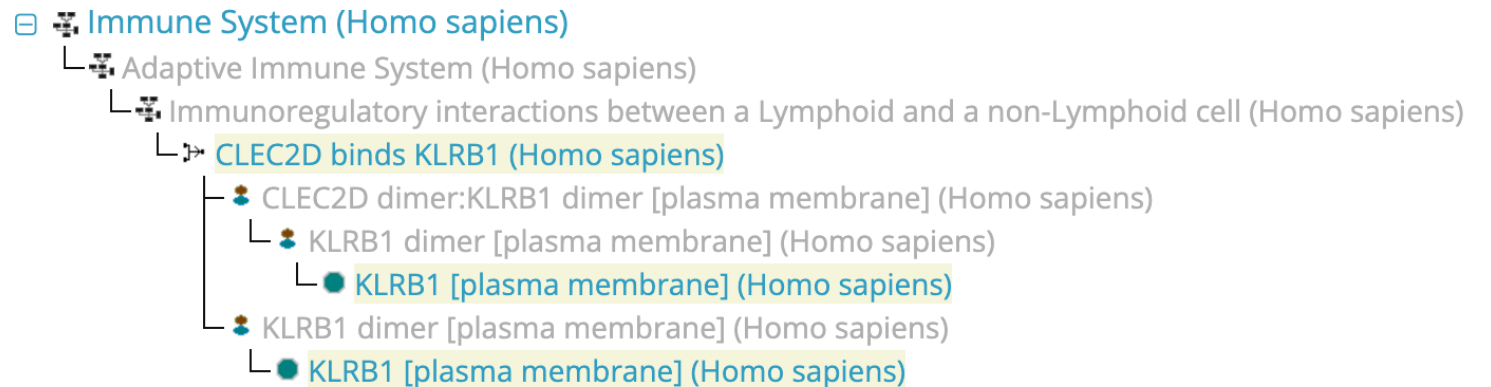 Immune System (Homo sapiens)
Adaptive Immune System (Homo sapiens)
Immunoregulatory interactions between a Lymphoid and a non-Lymphoid cell (Homo sapiens)
CLEC2D binds KLRB1 (Homo sapiens)
CLEC2D dimer:KLRB1 dimer [plasma membrane] (Homo sapiens)
KLRB1 dimer [plasma membrane] (Homo sapiens)
KLRB1 [plasma membrane] (Homo sapiens)
KLRB1 dimer [plasma membrane] (Homo sapiens)
KLRB1 [plasma membrane] (Homo sapiens)